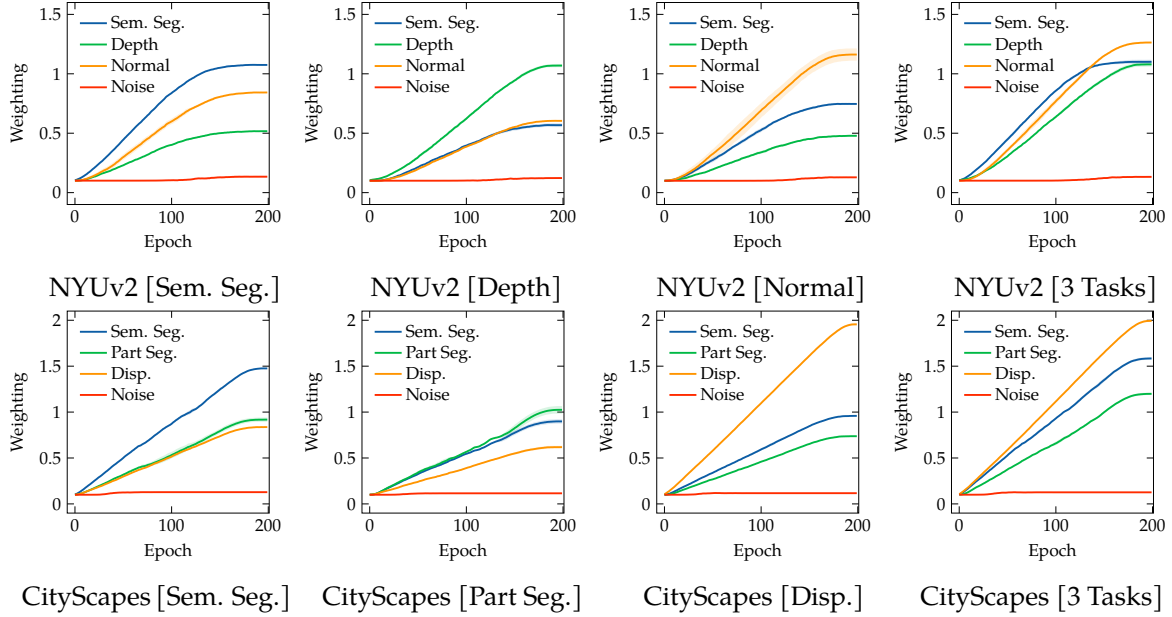 1.5
1
0.5
0
Weighting
Sem. Seg.
Depth
Normal
Noise
0 100 200
Epoch
NYUv2 [Sem. Seg.]
1.5
1
0.5
0
Weighting
Sem. Seg.
Depth
Normal
Noise
0 100 200
Epoch
NYUv2 [Depth]
1.5
1
0.5
0
Weighting
Sem. Seg.
Depth
Normal
Noise
0 100 200
Epoch
NYUv2 [Normal]
1.5
1
0.5
0
Weighting
Sem. Seg.
Depth
Normal
Noise
0 100 200
Epoch
NYUv2 [3 Tasks]
2
1.5
1
0.5
0
Weighting
Sem. Seg.
Part Seg.
Disp.
Noise
0 100 200
Epoch
CityScapes [Sem. Seg.]
2
1.5
1
0.5
0
Weighting
Sem. Seg.
Part Seg.
Disp.
Noise
0 100 200
Epoch
CityScapes [Part Seg.]
2
1.5
1
0.5
0
Weighting
Sem. Seg.
Part Seg.
Disp.
Noise
0 100 200
Epoch
CityScapes [Disp.]
2
1.5
1
0.5
0
Weighting
Sem. Seg.
Part Seg.
Disp.
Noise
0 100 200
Epoch
CityScapes [3 Tasks]